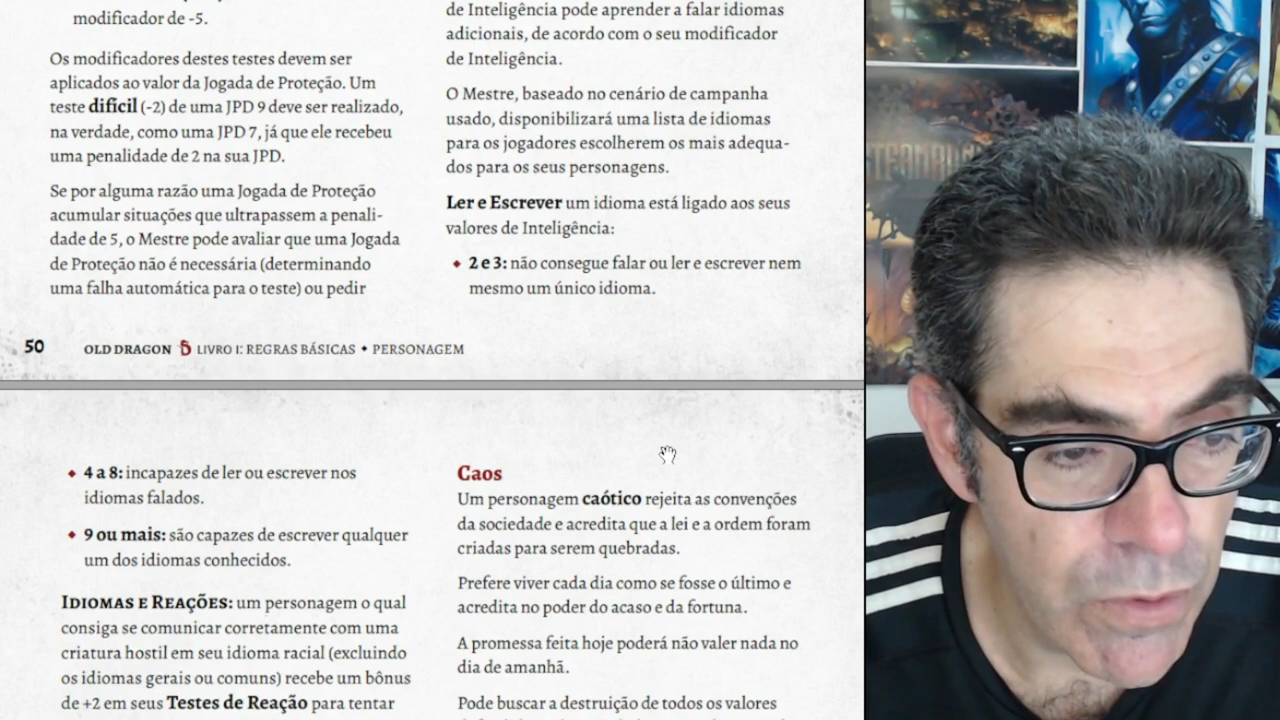 modificador de -5.
Os modificadores destes testes devem ser
aplicados ao valor da Jogada de Proteção. Um
teste difícil (-2) de uma JPD 9 deve ser realizado,
na verdade, como uma JPD 7, já que ele recebeu
uma penalidade de 2 na sua JPD.
Se por alguma razão uma Jogada de Proteção
acumular situações que ultrapassem a penali-
dade de 5, o Mestre pode avaliar que uma Jogada
de Proteção não é necessária (determinando
uma falha automática para o teste) ou pedir
de Inteligência pode aprender a falar idiomas
adicionais, de acordo com o seu modificador
de Inteligência.
O Mestre, baseado no cenário de campanha
usado, disponibilizará uma lista de idiomas
para os jogadores escolherem os mais adequa-
dos para os seus personagens.
Ler e Escrever um idioma está ligado aos seus
valores de Inteligência:
2 e 3: não consegue falar ou ler e escrever nem
mesmo um único idioma.
50 OLD DRAGON LIVRO I: REGRAS BÁSICAS PERSONAGEM
4 a 8: incapazes de ler ou escrever nos
idiomas falados.
9 ou mais: são capazes de escrever qualquer
um dos idiomas conhecidos.
IDIOMAS E REAÇÕES: um personagem o qual
consiga se comunicar corretamente com uma
criatura hostil em seu idioma racial (excluindo
os idiomas gerais ou comuns) recebe um bônus
de +2 em seus Testes de Reação para tentar
Caos
Um personagem caótico rejeita as convenções
da sociedade e acredita que a lei e a ordem foram
criadas para serem quebradas.
Prefere viver cada dia como se fosse o último e
acredita no poder do acaso e da fortuna.
A promessa feita hoje poderá não valer nada no
dia de amanhã.
Pode buscar a destruição de todos os valores